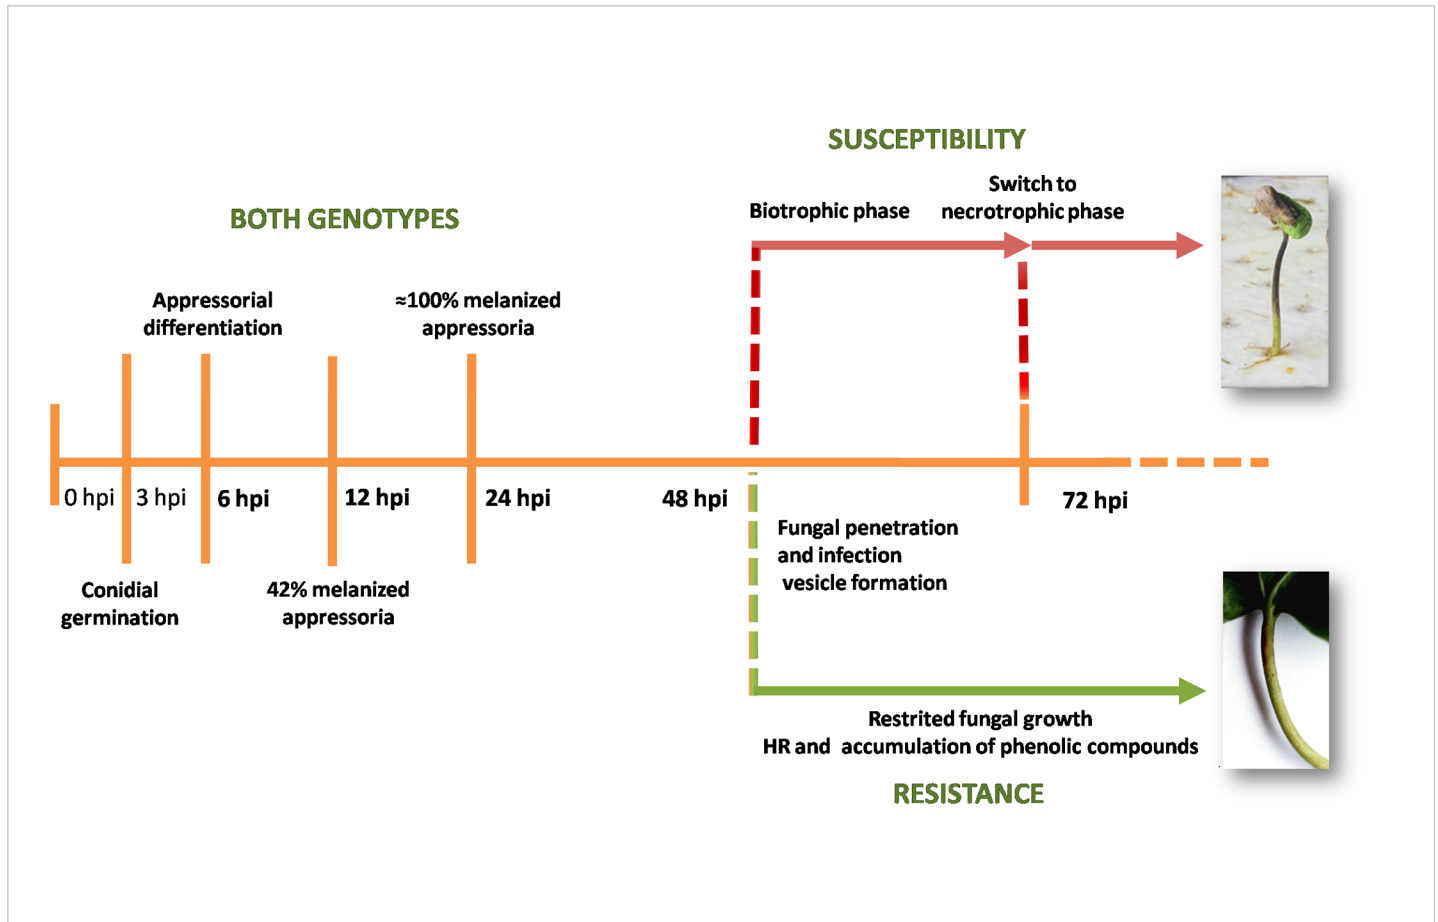 SUSCEPTIBILITY
Switch to
Biotrophic phase
necrotrophic phase
BOTH GENOTYPES
Appressorial
differentiation
≈100% melanized
appressoria
0 hpi
3 hpi
6 hpi
12 hpi
24 hpi
48 hpi
72 hpi
Conidial
germination
42% melanized
appressoria
Fungal penetration
and infection
vesicle formation
Restrited fungal growth
HR and accumulation of phenolic compounds
RESISTANCE